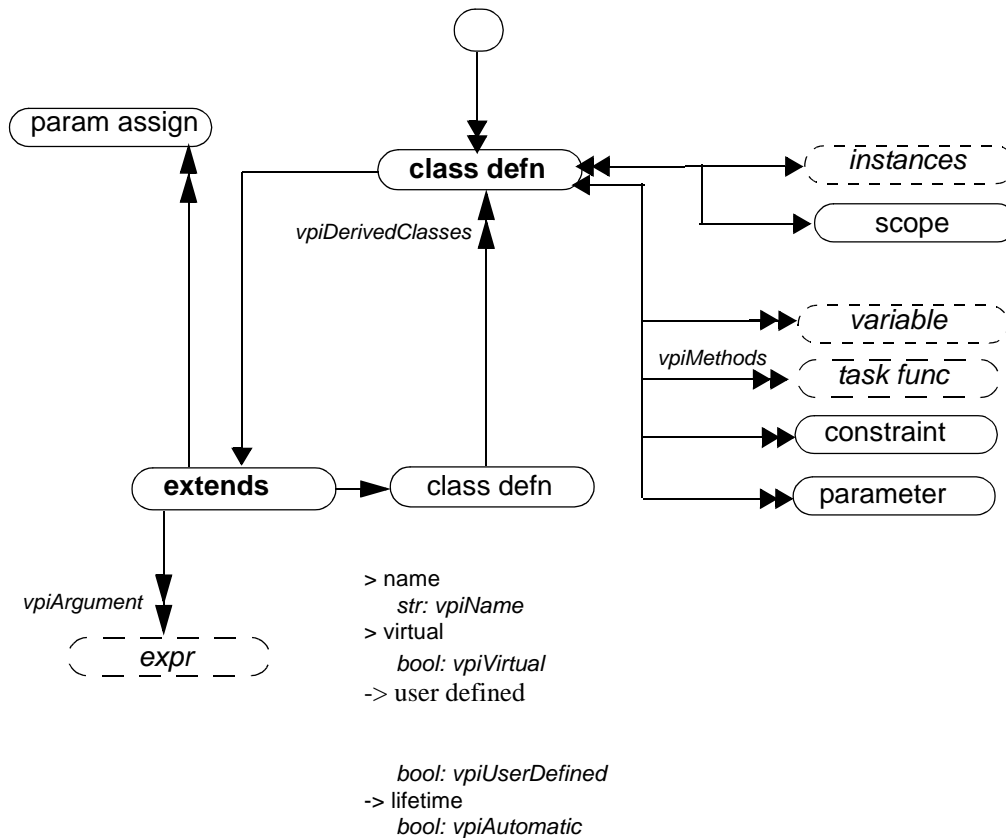 param assign
class defn
instances
scope
vpiDerivedClasses
variable
vpiMethods
task func
constraint
extends
class defn
parameter
vpiArgument
expr
> name
str: vpiName
> virtual
bool: vpiVirtual
-> user defined
bool: vpiUserDefined
-> lifetime
bool: vpiAutomatic